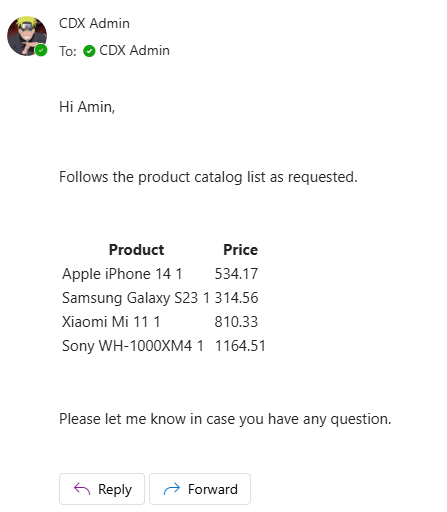 CDX Admin
To: CDX Admin
Hi Amin,
Follows the product catalog list as requested.
Product Price
Apple iPhone 14 1 534.17
Samsung Galaxy S23 1 314.56
Xiaomi Mi 11 1 810.33
Sony WH-1000XM4 1 1164.51
Please let me know in case you have any question.
Reply Forward